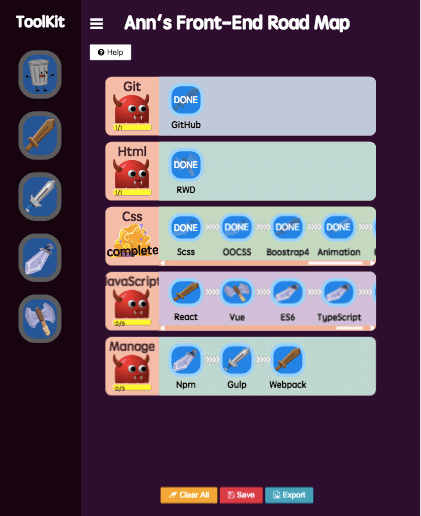 ToolKit
Ann's Front-End Road Map
Help
Git
1/1
DONE
GitHub
Html
1/1
DONE
RWD
Css
complete
DONE DONE DONE DONE
Scss OOCSS Boostrap4 Animation
JavaScript
0/5
React Vue ES6 TypeScript
Manage
0/3
Npm Gulp Webpack
Clear All Save Export